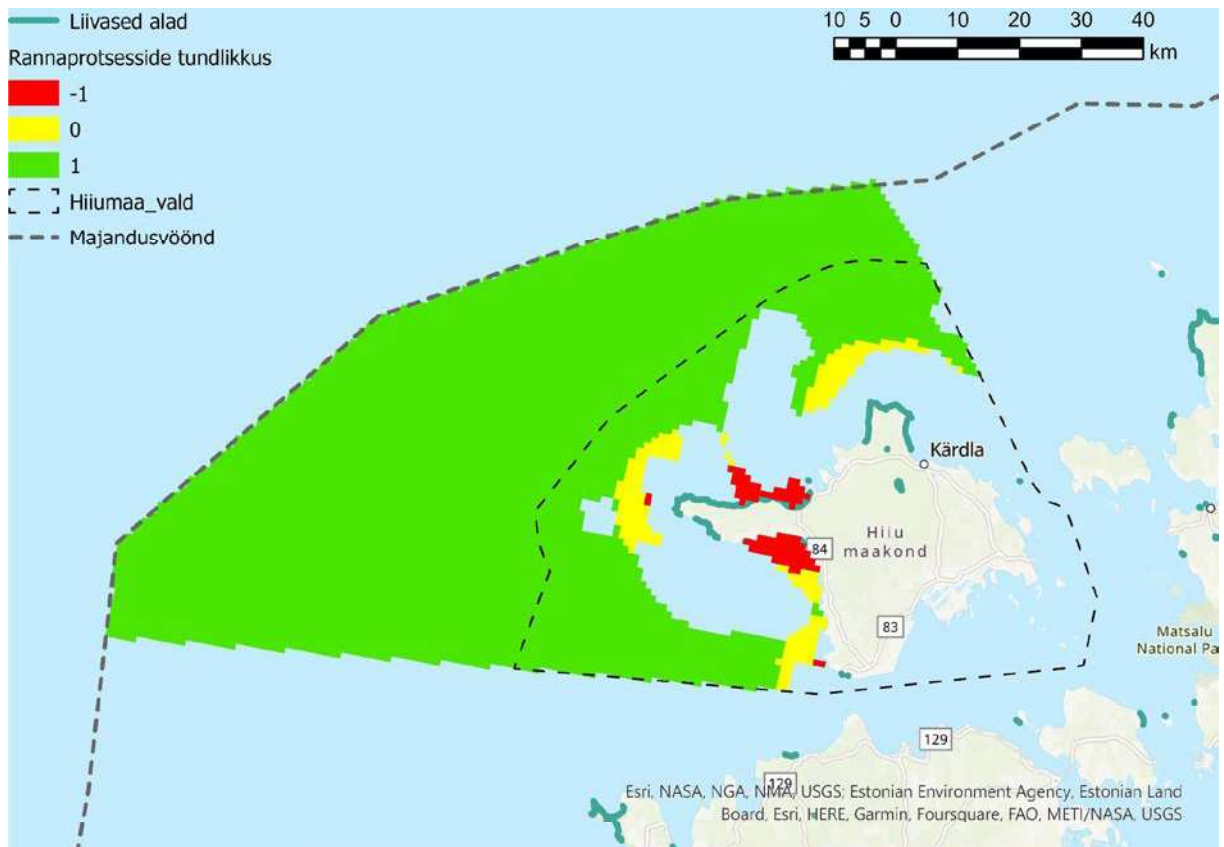 Liivased alad
Rannaprotsesside tundlikkus
-1
0
1
Hiiumaa_vald
Majandusvöönd
10 5 0 10 20 30 40
km
Kärdla
Hiiu
maakond
84
83
Matsalu
National Pa
129
129
Esri, NASA, NGA, NMA, USGS; Estonian Environment Agency, Estonian Land
Board, Esri, HERE, Garmin, Foursquare, FAO, METI/NASA, USGS